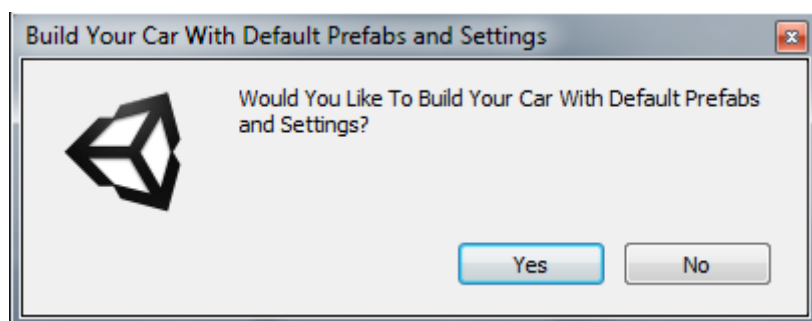 Build Your Car With Default Prefabs and Settings
Would You Like To Build Your Car With Default Prefabs
and Settings?
Yes
No